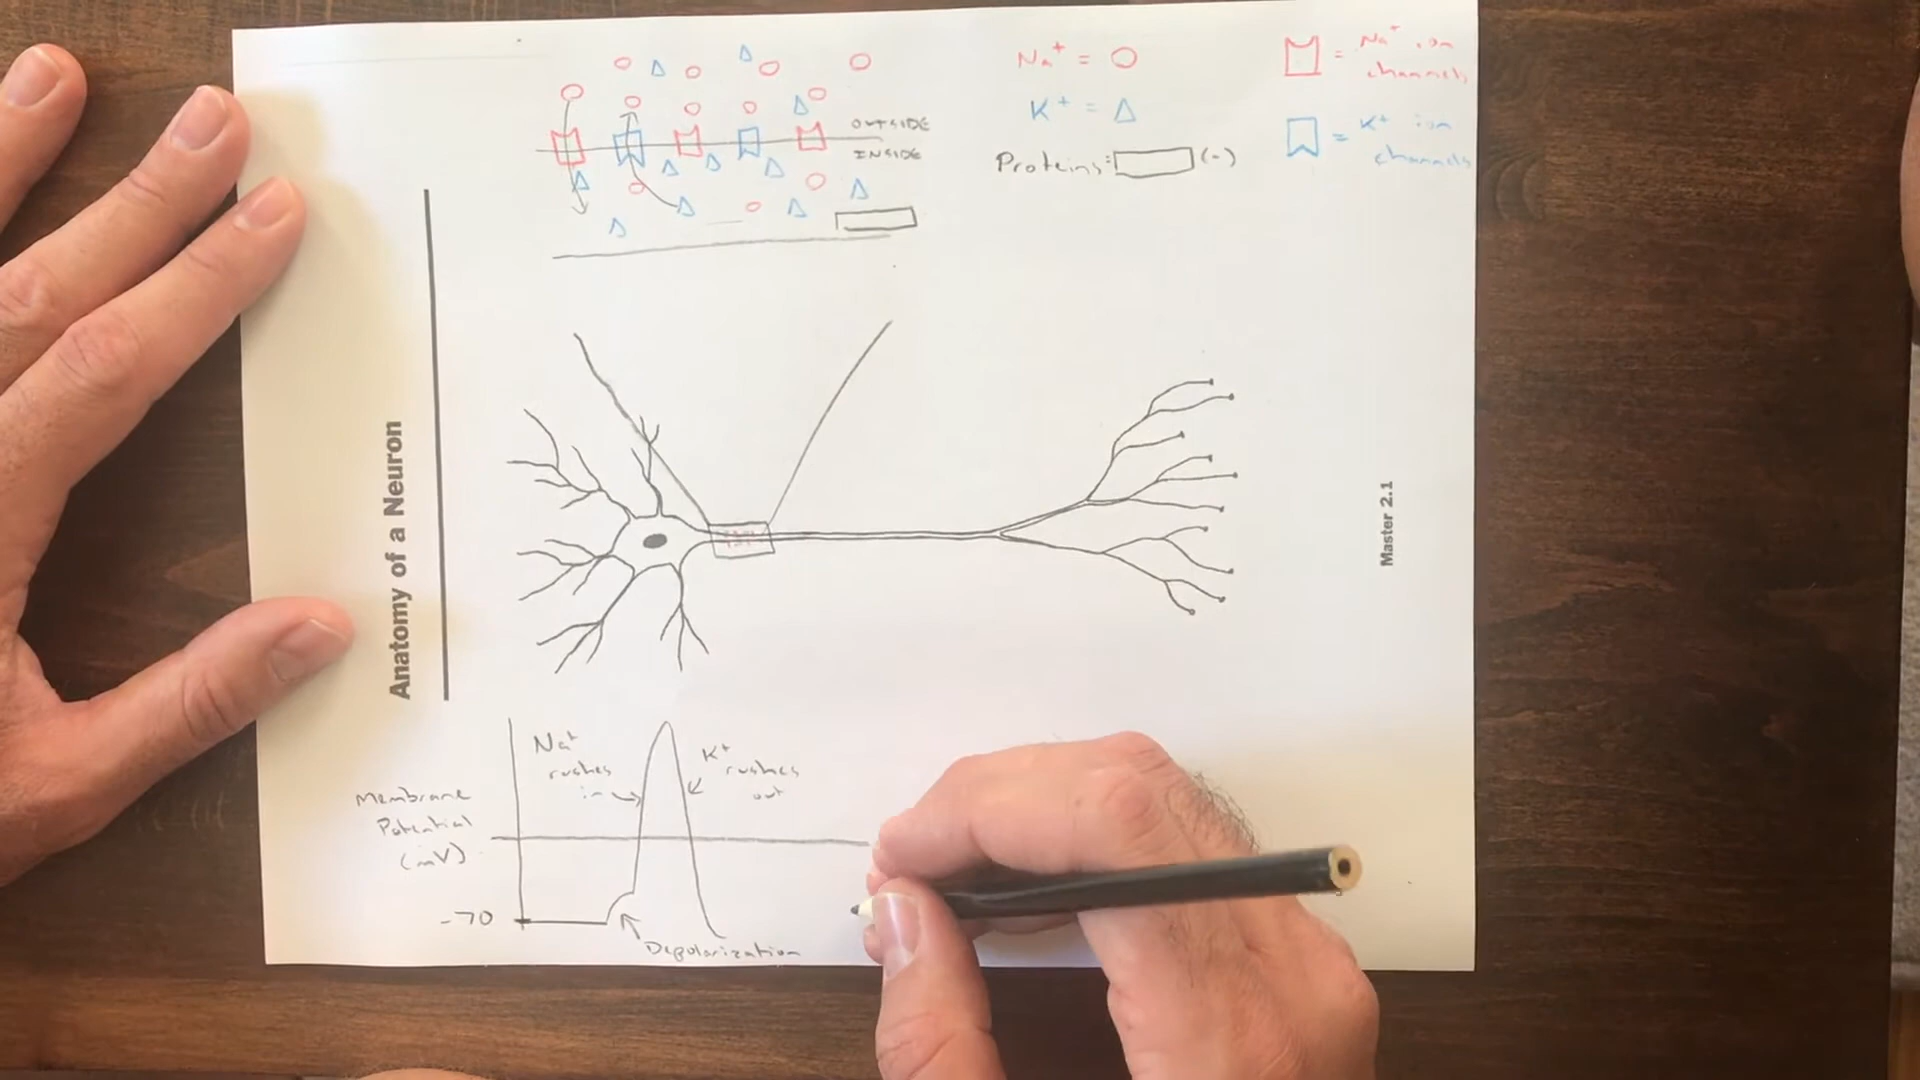 Na+ =
K+ =
Proteins: (-)
= Na+ ion
channels
= K+ ion
channels
OUTSIDE
INSIDE
Anatomy of a Neuron
Master 2.1
Na+
rushes
in
K+
rushes
out
Membrane
Potential
(mV)
-70
Depolarization